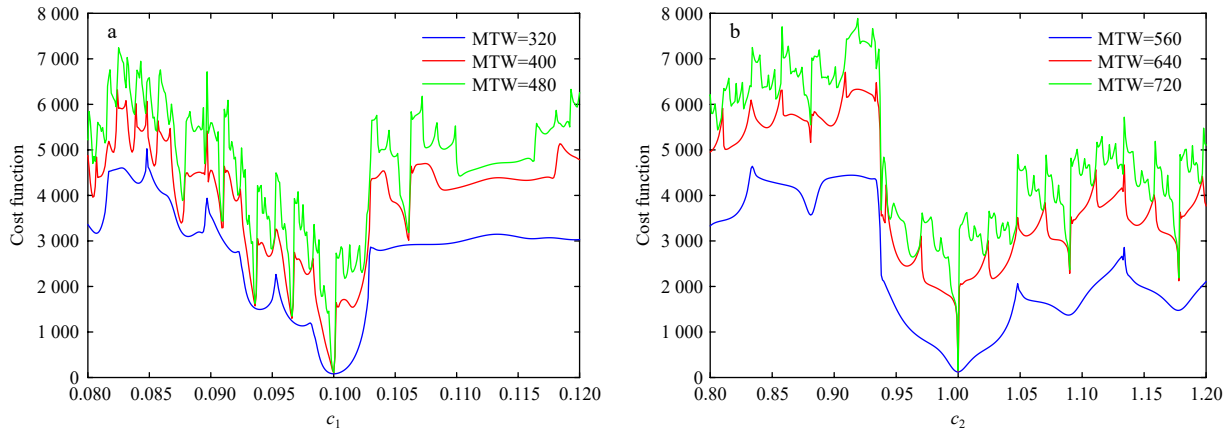 a
MTW=320
MTW=400
MTW=480
Cost function
8 000
7 000
6 000
5 000
4 000
3 000
2 000
1 000
0
0.080 0.085 0.090 0.095 0.100 0.105 0.110 0.115 0.120
c1
b
MTW=560
MTW=640
MTW=720
Cost function
8 000
7 000
6 000
5 000
4 000
3 000
2 000
1 000
0
0.80 0.85 0.90 0.95 1.00 1.05 1.10 1.15 1.20
c2